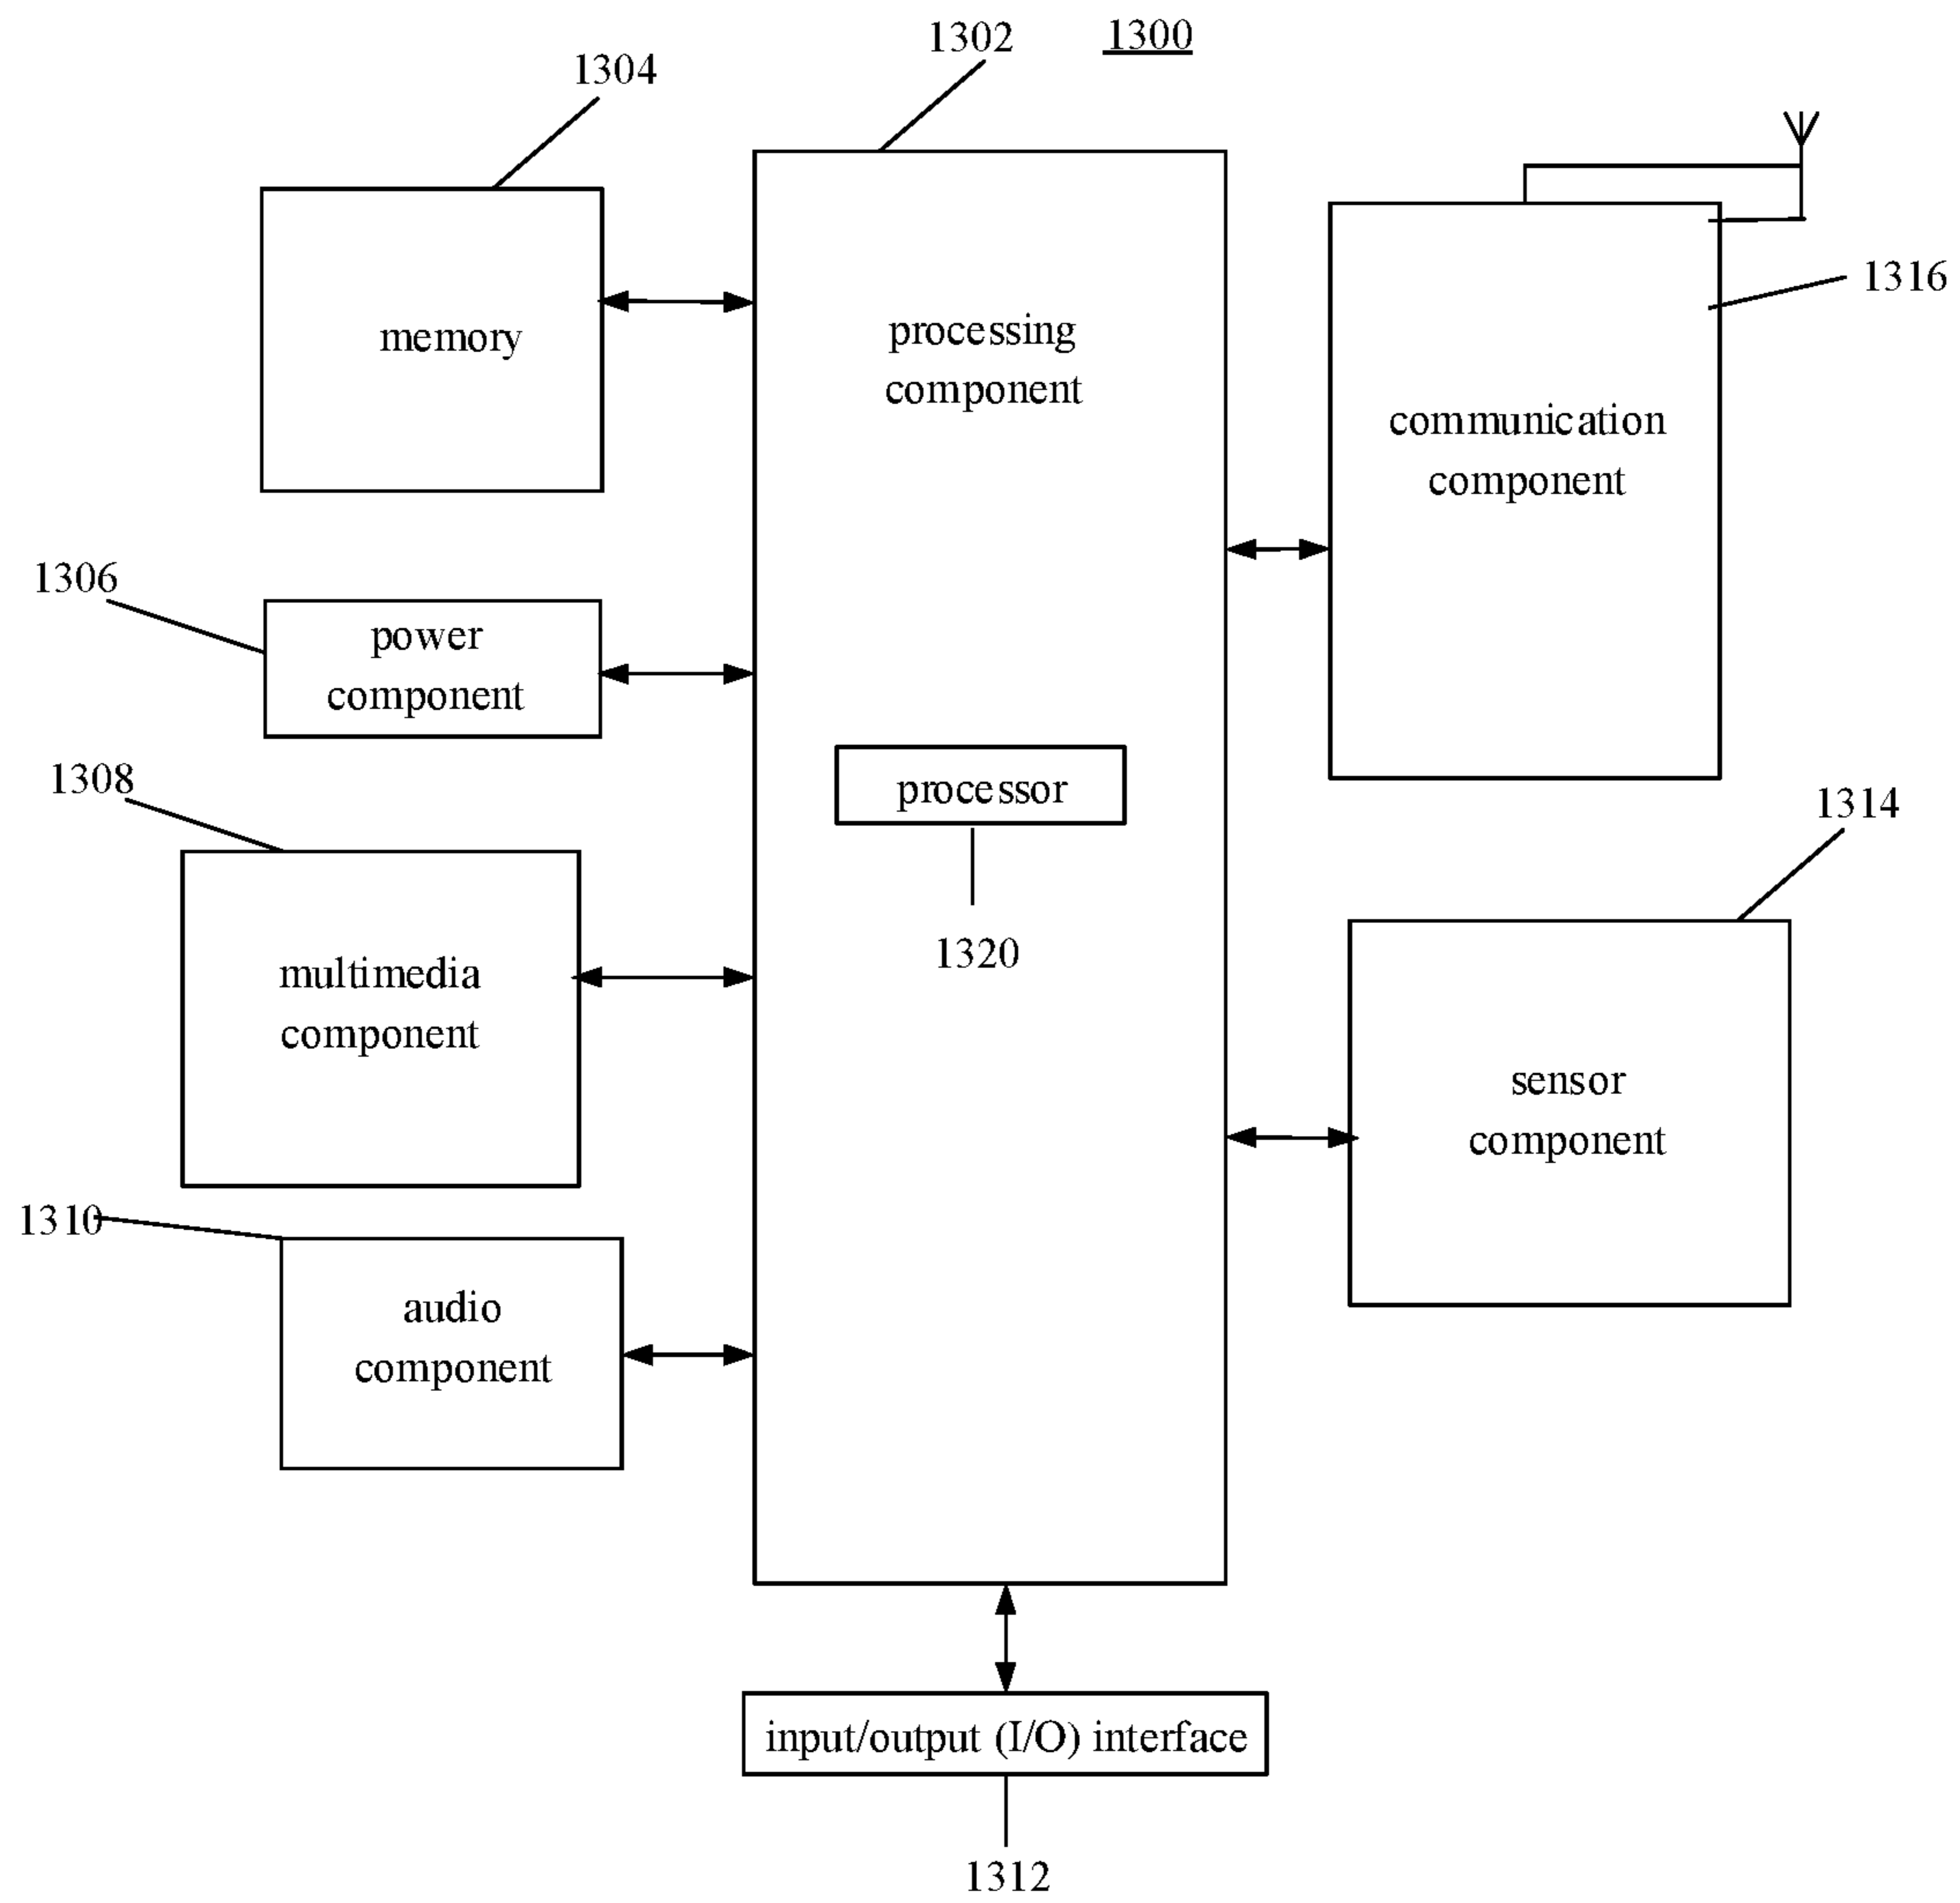 1300
1302
1304
memory
processing
component
1316
communication
component
1306
power
component
1308
processor
1320
1314
multimedia
component
sensor
component
1310
audio
component
input/output (I/O) interface
1312